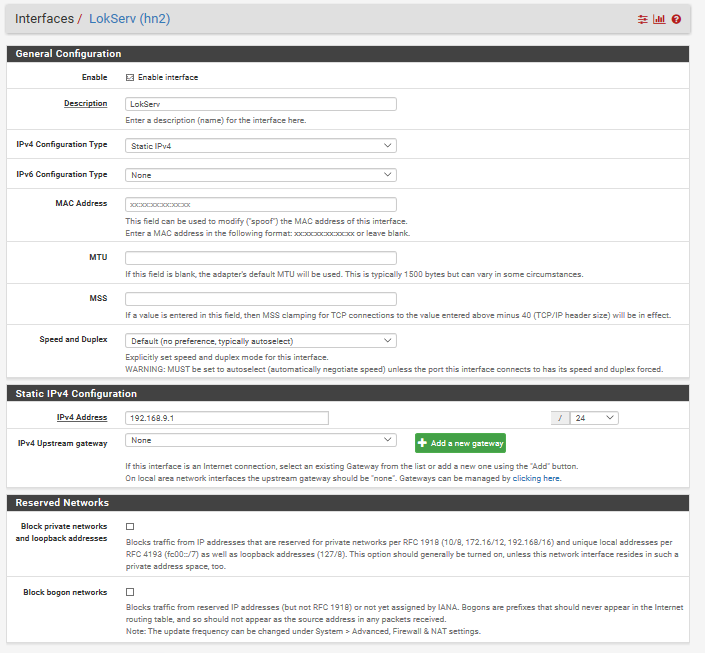 Interfaces / LokServ (hn2)
General Configuration
Enable Enable interface
Description LokServ
Enter a description (name) for the interface here.
IPv4 Configuration Type Static IPv4
IPv6 Configuration Type None
MAC Address xx:xx:xx:xx:xx:xx
This field can be used to modify ("spoof") the MAC address of this interface.
Enter a MAC address in the following format: xx:xx:xx:xx:xx:xx or leave blank.
MTU
If this field is blank, the adapter's default MTU will be used. This is typically 1500 bytes but can vary in some circumstances.
MSS
If a value is entered in this field, then MSS clamping for TCP connections to the value entered above minus 40 (TCP/IP header size) will be in effect.
Speed and Duplex Default (no preference, typically autoselect)
Explicitly set speed and duplex mode for this interface.
WARNING: MUST be set to autoselect (automatically negotiate speed) unless the port this interface connects to has its speed and duplex forced.
Static IPv4 Configuration
IPv4 Address 192.168.9.1 / 24
IPv4 Upstream gateway None Add a new gateway
If this interface is an Internet connection, select an existing Gateway from the list or add a new one using the "Add" button.
On local area network interfaces the upstream gateway should be "none". Gateways can be managed by clicking here.
Reserved Networks
Block private networks
and loopback addresses
Blocks traffic from IP addresses that are reserved for private networks per RFC 1918 (10/8, 172.16/12, 192.168/16) and unique local addresses per
RFC 4193 (fc00::/7) as well as loopback addresses (127/8). This option should generally be turned on, unless this network interface resides in such a
private address space, too.
Block bogon networks
Blocks traffic from reserved IP addresses (but not RFC 1918) or not yet assigned by IANA. Bogons are prefixes that should never appear in the Internet
routing table, and so should not appear as the source address in any packets received.
Note: The update frequency can be changed under System > Advanced, Firewall & NAT settings.